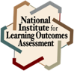 National
Institute for
Learning Outcomes
Assessment